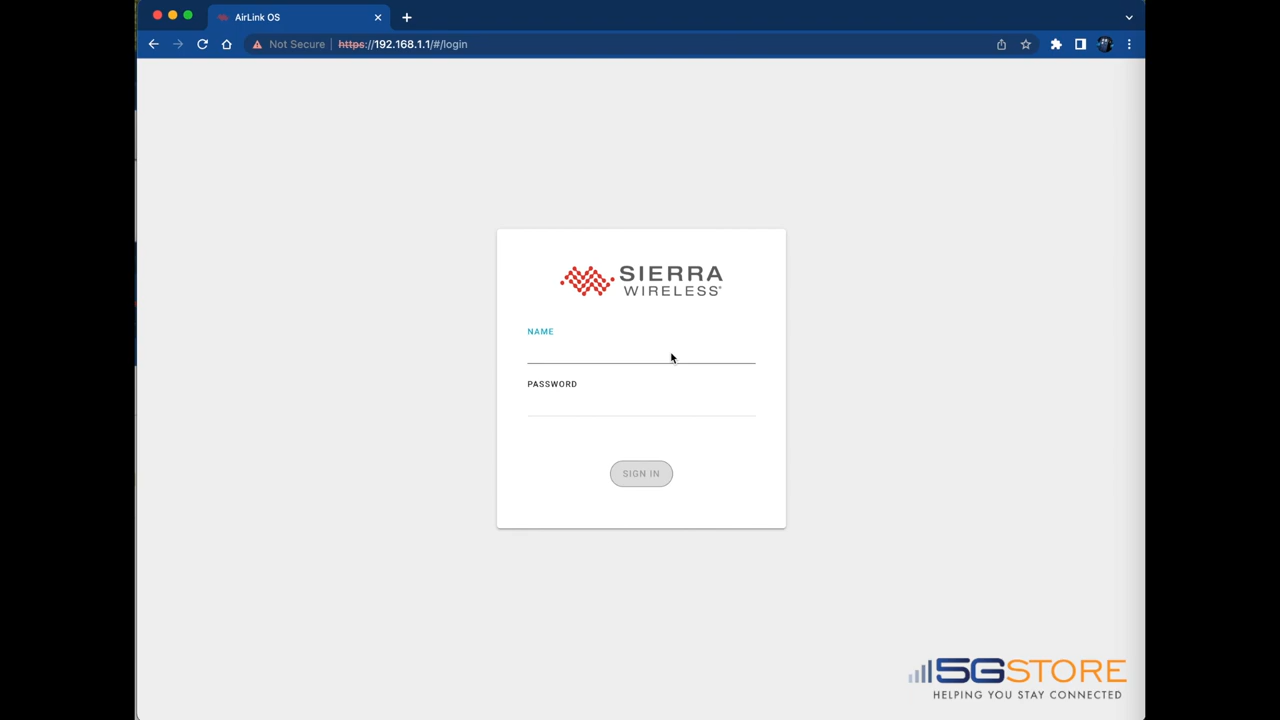 AirLink OS
Not Secure
https://192.168.1.1/#/login
SIERRA
WIRELESS®
NAME
PASSWORD
SIGN IN
5GSTORE
HELPING YOU STAY CONNECTED